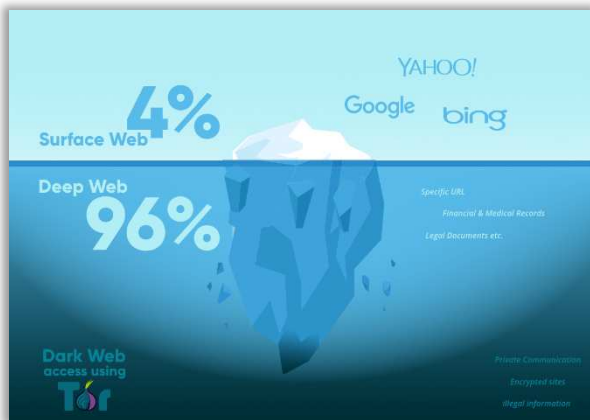 YAHOO!
Google
bing
4%
Surface Web
Deep Web
96%
Specific URL
Financial & Medical Records
Legal Documents etc.
Dark Web
access using
Tor
Private Communication
Encrypted sites
Illegal information